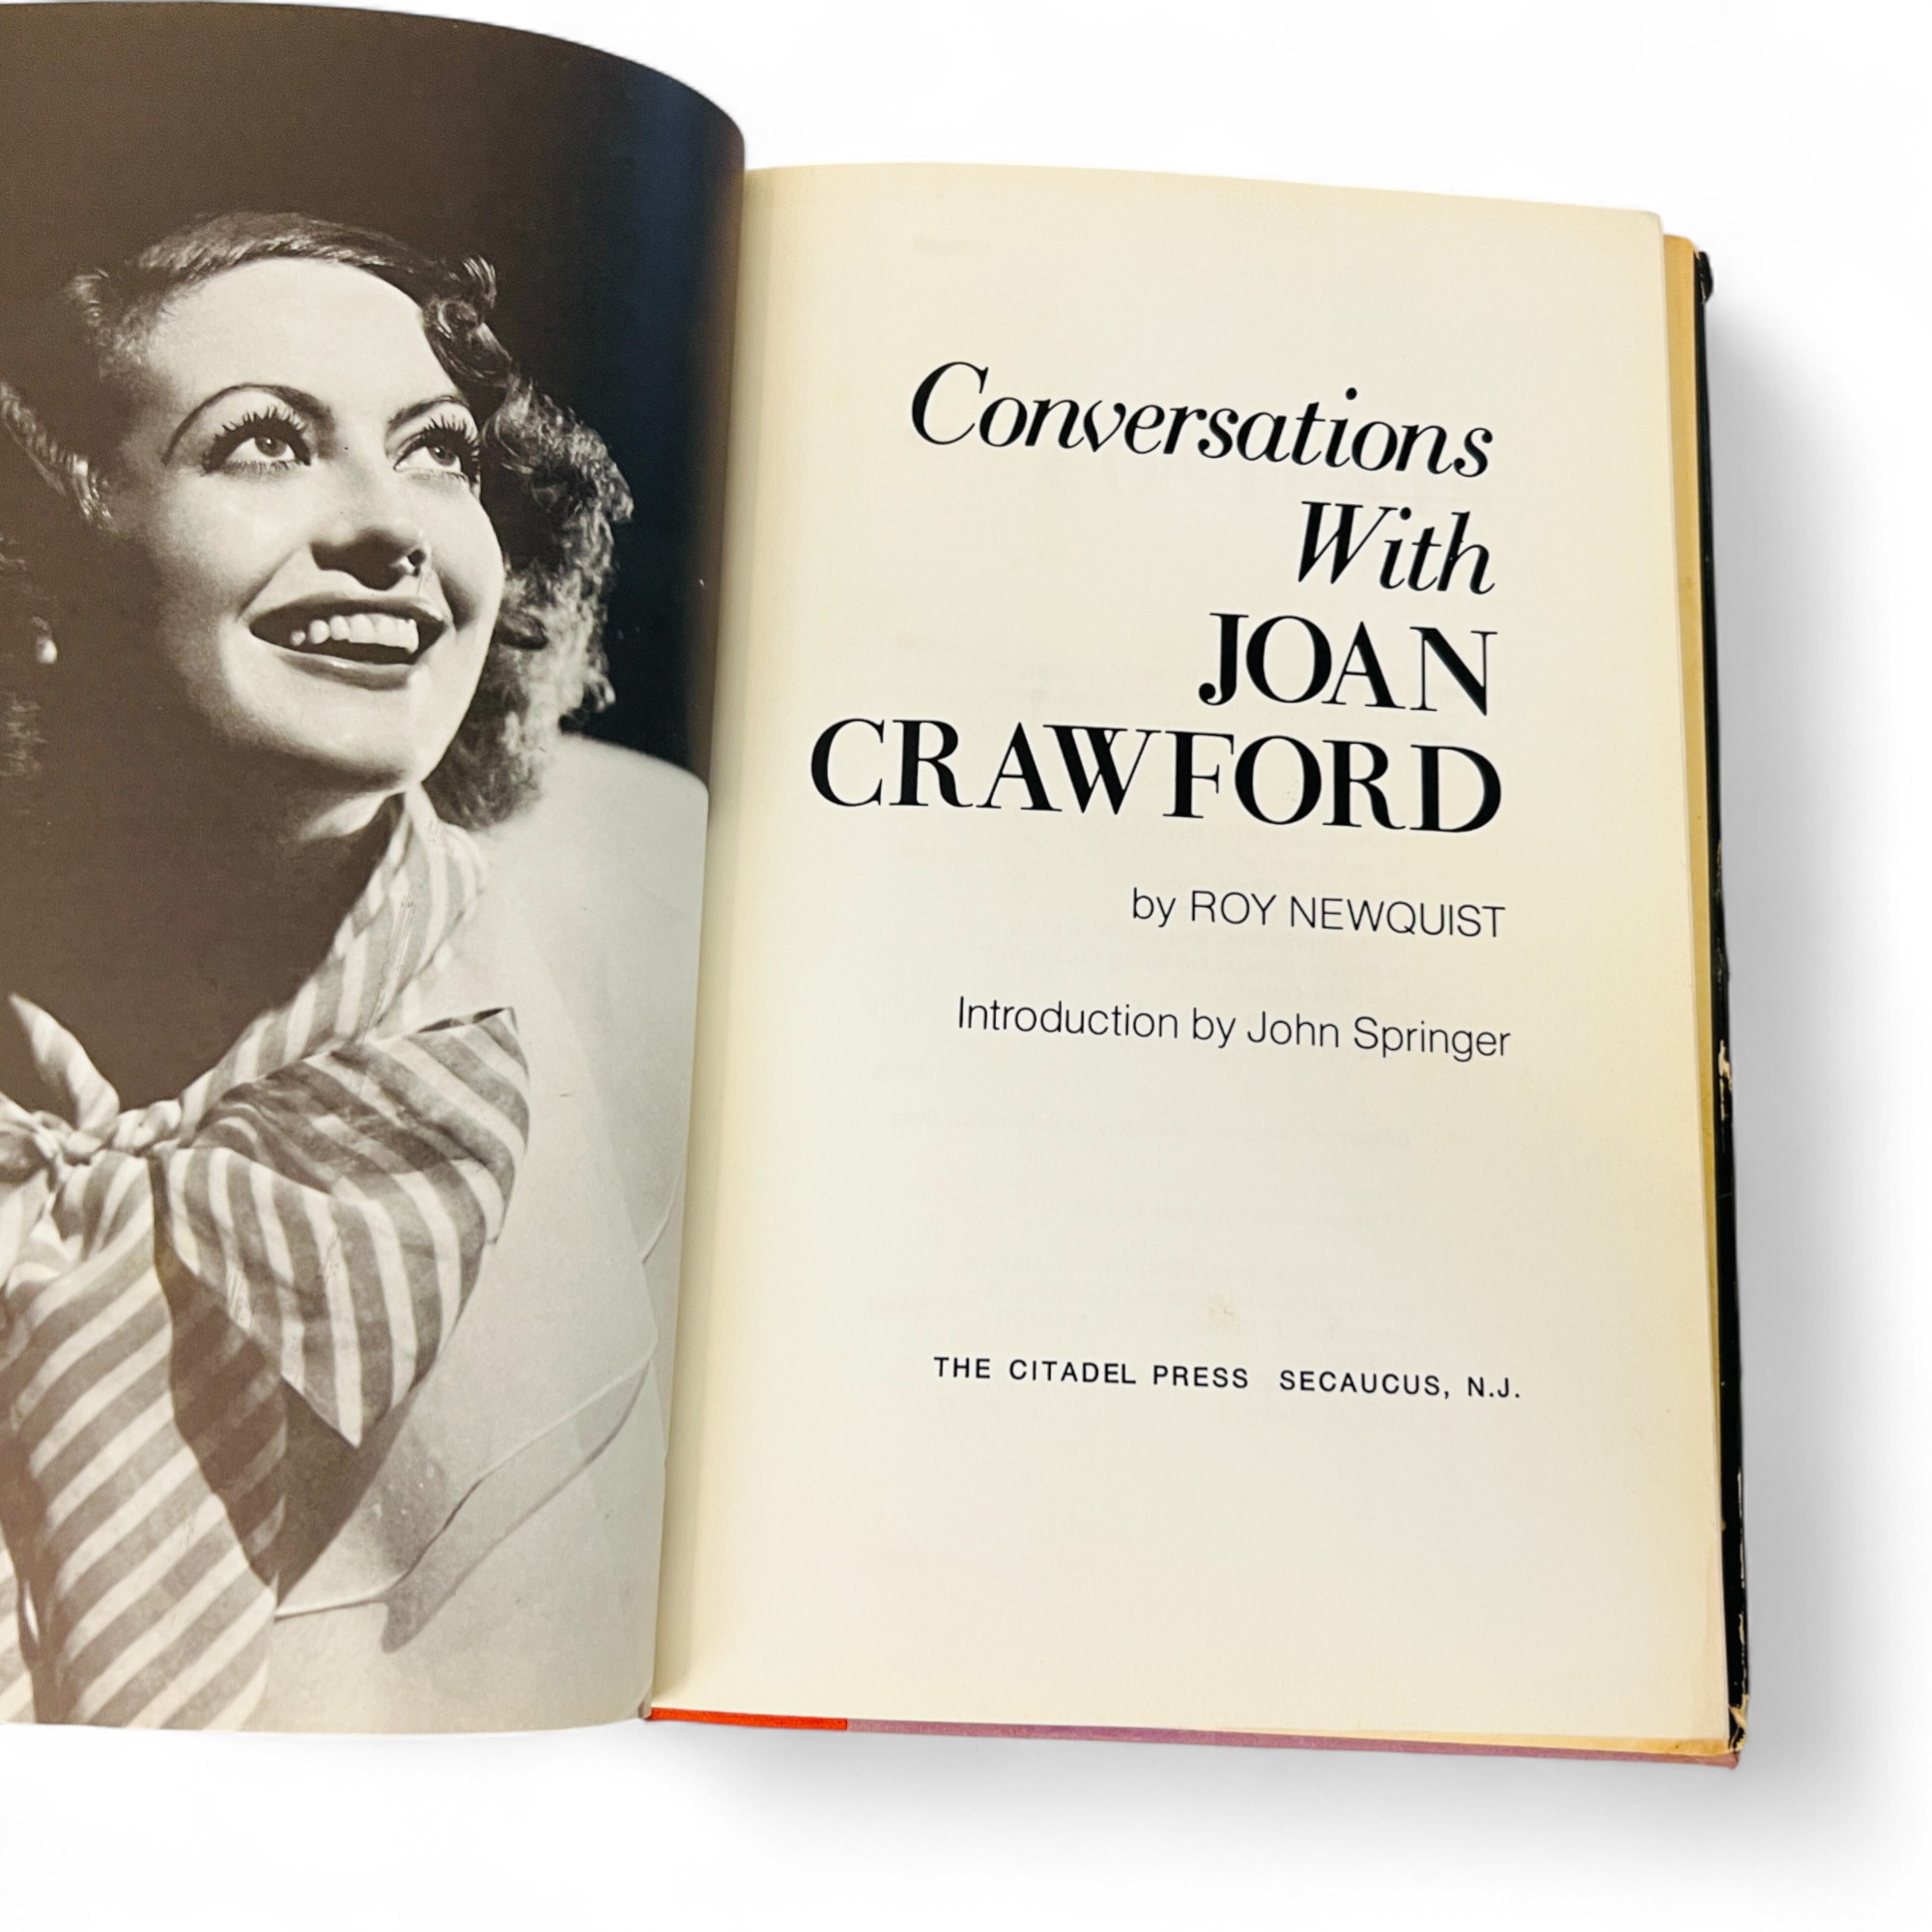 Conversations
With
JOAN
CRAWFORD
by ROY NEWQUIST
Introduction by John Springer
THE CITADEL PRESS SECAUCUS, N.J.